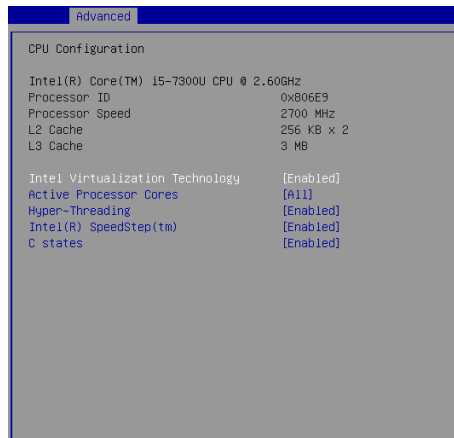 Advanced
CPU Configuration
Intel(R) Core(TM) i5-7300U CPU @ 2.60GHz
Processor ID 0x806E9
Processor Speed 2700 MHz
L2 Cache 256 KB x 2
L3 Cache 3 MB
Intel Virtualization Technology [Enabled]
Active Processor Cores [All]
Hyper-Threading [Enabled]
Intel(R) SpeedStep(tm) [Enabled]
C states [Enabled]